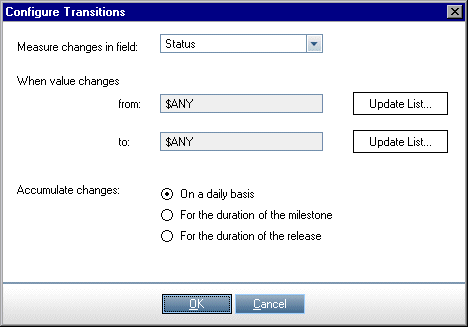 Configure Transitions
Measure changes in field: Status
When value changes
from: $ANY Update List...
to: $ANY Update List...
Accumulate changes: On a daily basis
For the duration of the milestone
For the duration of the release
OK Cancel